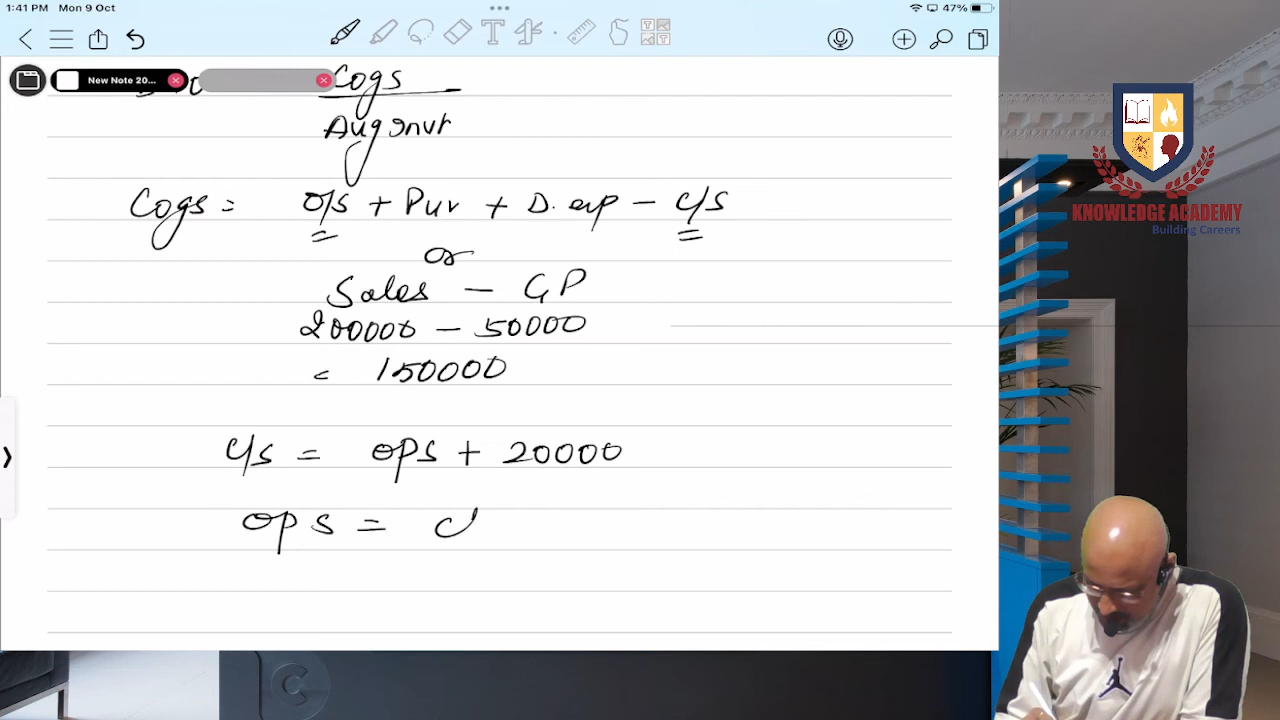 1:41 PM Mon 9 Oct 47%
New Note 20...
Cogs
Avg Invt
Cogs = O/S + Pur + D. exp - C/S
or
Sales - GP
200000 - 50000
= 150000
C/S = OPS + 20000
OPS = C/
KNOWLEDGE ACADEMY
Building Careers